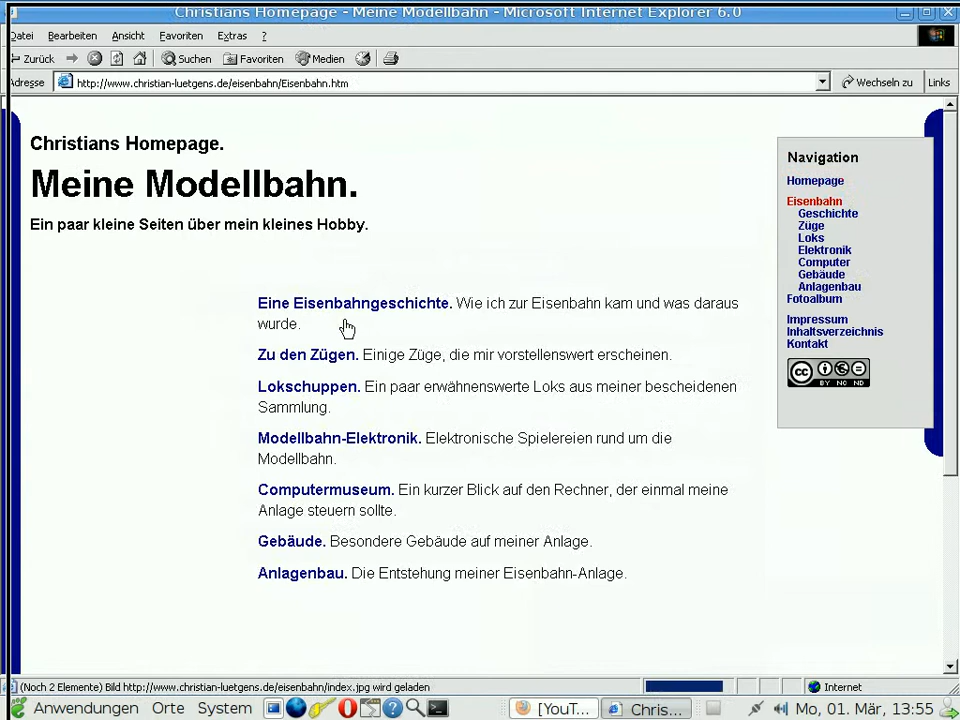 Christians Homepage - Meine Modellbahn - Microsoft Internet Explorer 6.0
Datei Bearbeiten Ansicht Favoriten Extras ?
Zurück Suchen Favoriten Medien
Adresse http://www.christian-luetgens.de/eisenbahn/Eisenbahn.htm Wechseln zu Links
Christians Homepage.
Meine Modellbahn.
Ein paar kleine Seiten über mein kleines Hobby.
Eine Eisenbahngeschichte. Wie ich zur Eisenbahn kam und was daraus
wurde.
Zu den Zügen. Einige Züge, die mir vorstellenswert erscheinen.
Lokschuppen. Ein paar erwähnenswerte Loks aus meiner bescheidenen
Sammlung.
Modellbahn-Elektronik. Elektronische Spielereien rund um die
Modellbahn.
Computermuseum. Ein kurzer Blick auf den Rechner, der einmal meine
Anlage steuern sollte.
Gebäude. Besondere Gebäude auf meiner Anlage.
Anlagenbau. Die Entstehung meiner Eisenbahn-Anlage.
Navigation
Homepage
Eisenbahn
Geschichte
Züge
Loks
Elektronik
Computer
Gebäude
Anlagenbau
Fotoalbum
Impressum
Inhaltsverzeichnis
Kontakt
cc
BY NC ND
(Noch 2 Elemente) Bild http://www.christian-luetgens.de/eisenbahn/index.jpg wird geladen Internet
Anwendungen Orte System [YouT... Chris... Mo, 01. Mär, 13:55